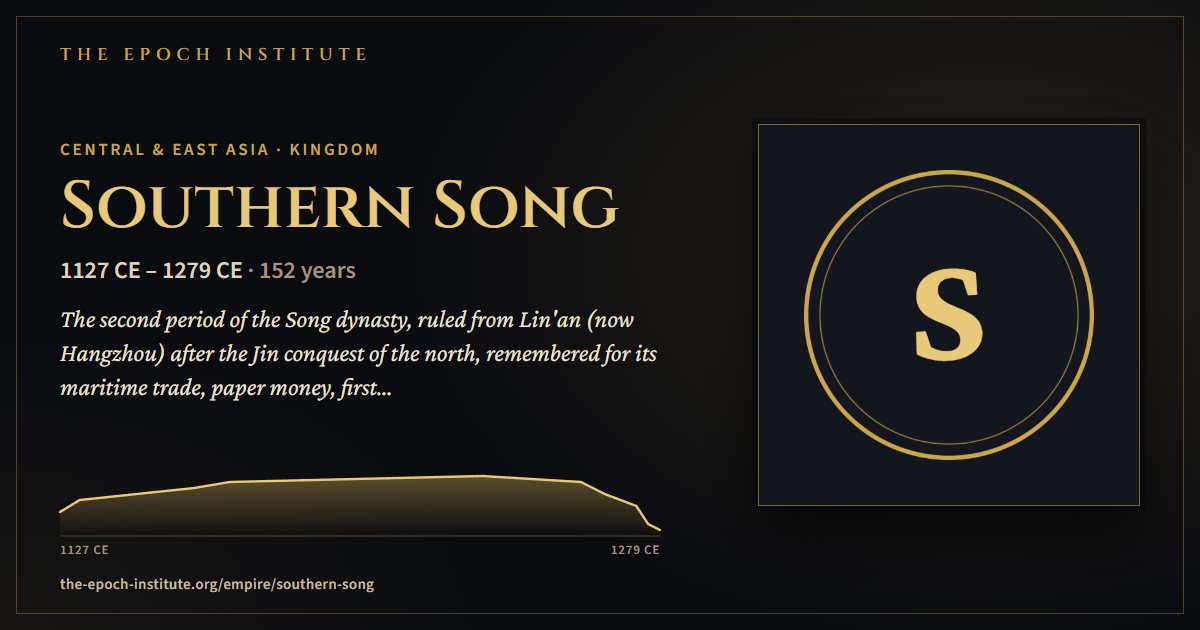 THE EPOCH INSTITUTE
CENTRAL & EAST ASIA · KINGDOM
SOUTHERN SONG
1127 CE – 1279 CE · 152 years
The second period of the Song dynasty, ruled from Lin'an (now
Hangzhou) after the Jin conquest of the north, remembered for its
maritime trade, paper money, first...
S
1127 CE
1279 CE
the-epoch-institute.org/empire/southern-song